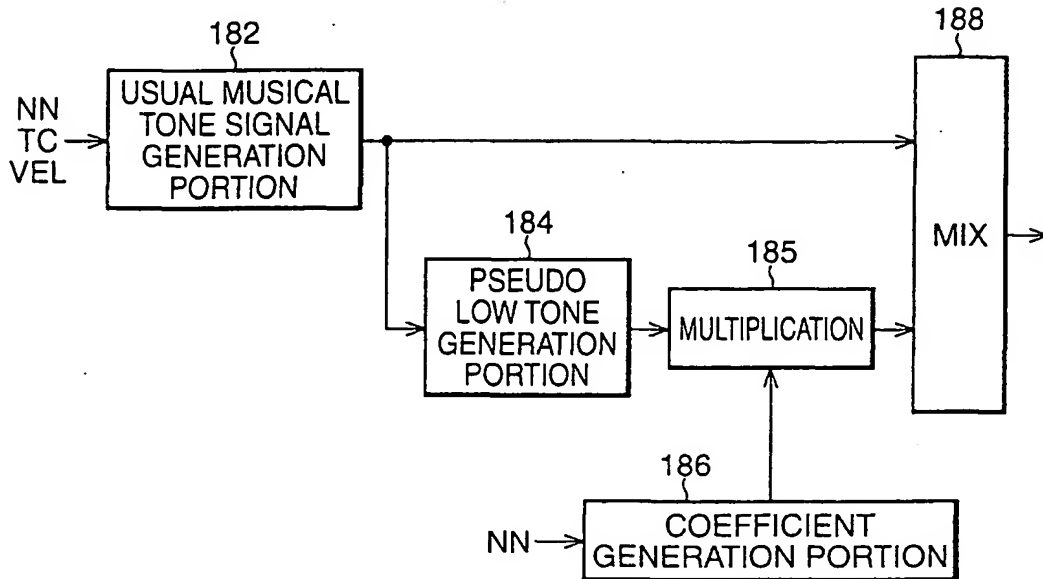 182
188
USUAL MUSICAL
TONE SIGNAL
GENERATION
PORTION
NN
TC
VEL
184
185
MIX
PSEUDO
LOW TONE
GENERATION
PORTION
MULTIPLICATION
186
NN
COEFFICIENT
GENERATION PORTION